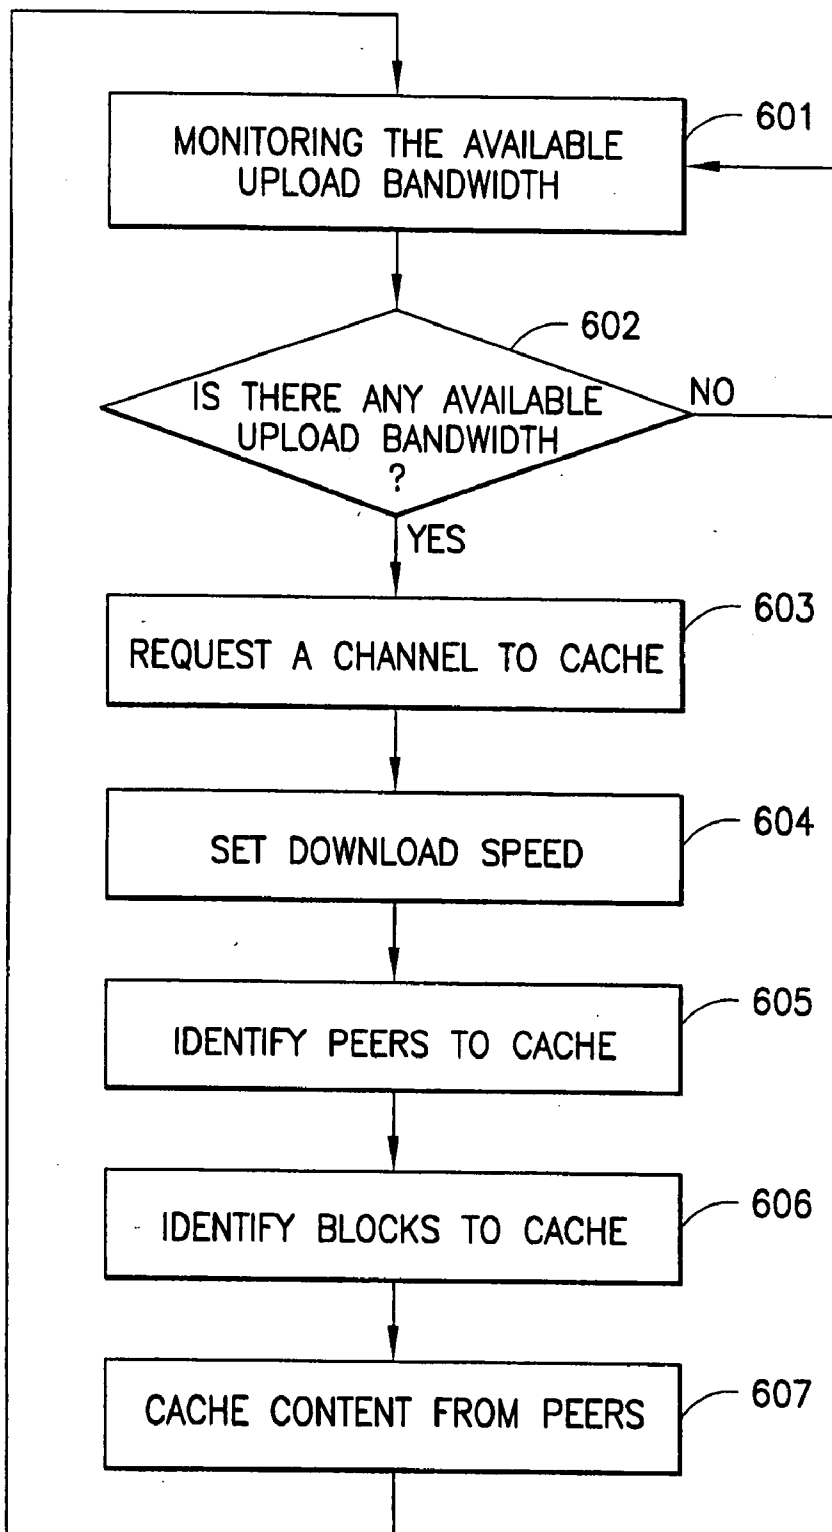 601
MONITORING THE AVAILABLE
UPLOAD BANDWIDTH
602
IS THERE ANY AVAILABLE
UPLOAD BANDWIDTH
?
NO
YES
603
REQUEST A CHANNEL TO CACHE
604
SET DOWNLOAD SPEED
605
IDENTIFY PEERS TO CACHE
606
IDENTIFY BLOCKS TO CACHE
607
CACHE CONTENT FROM PEERS